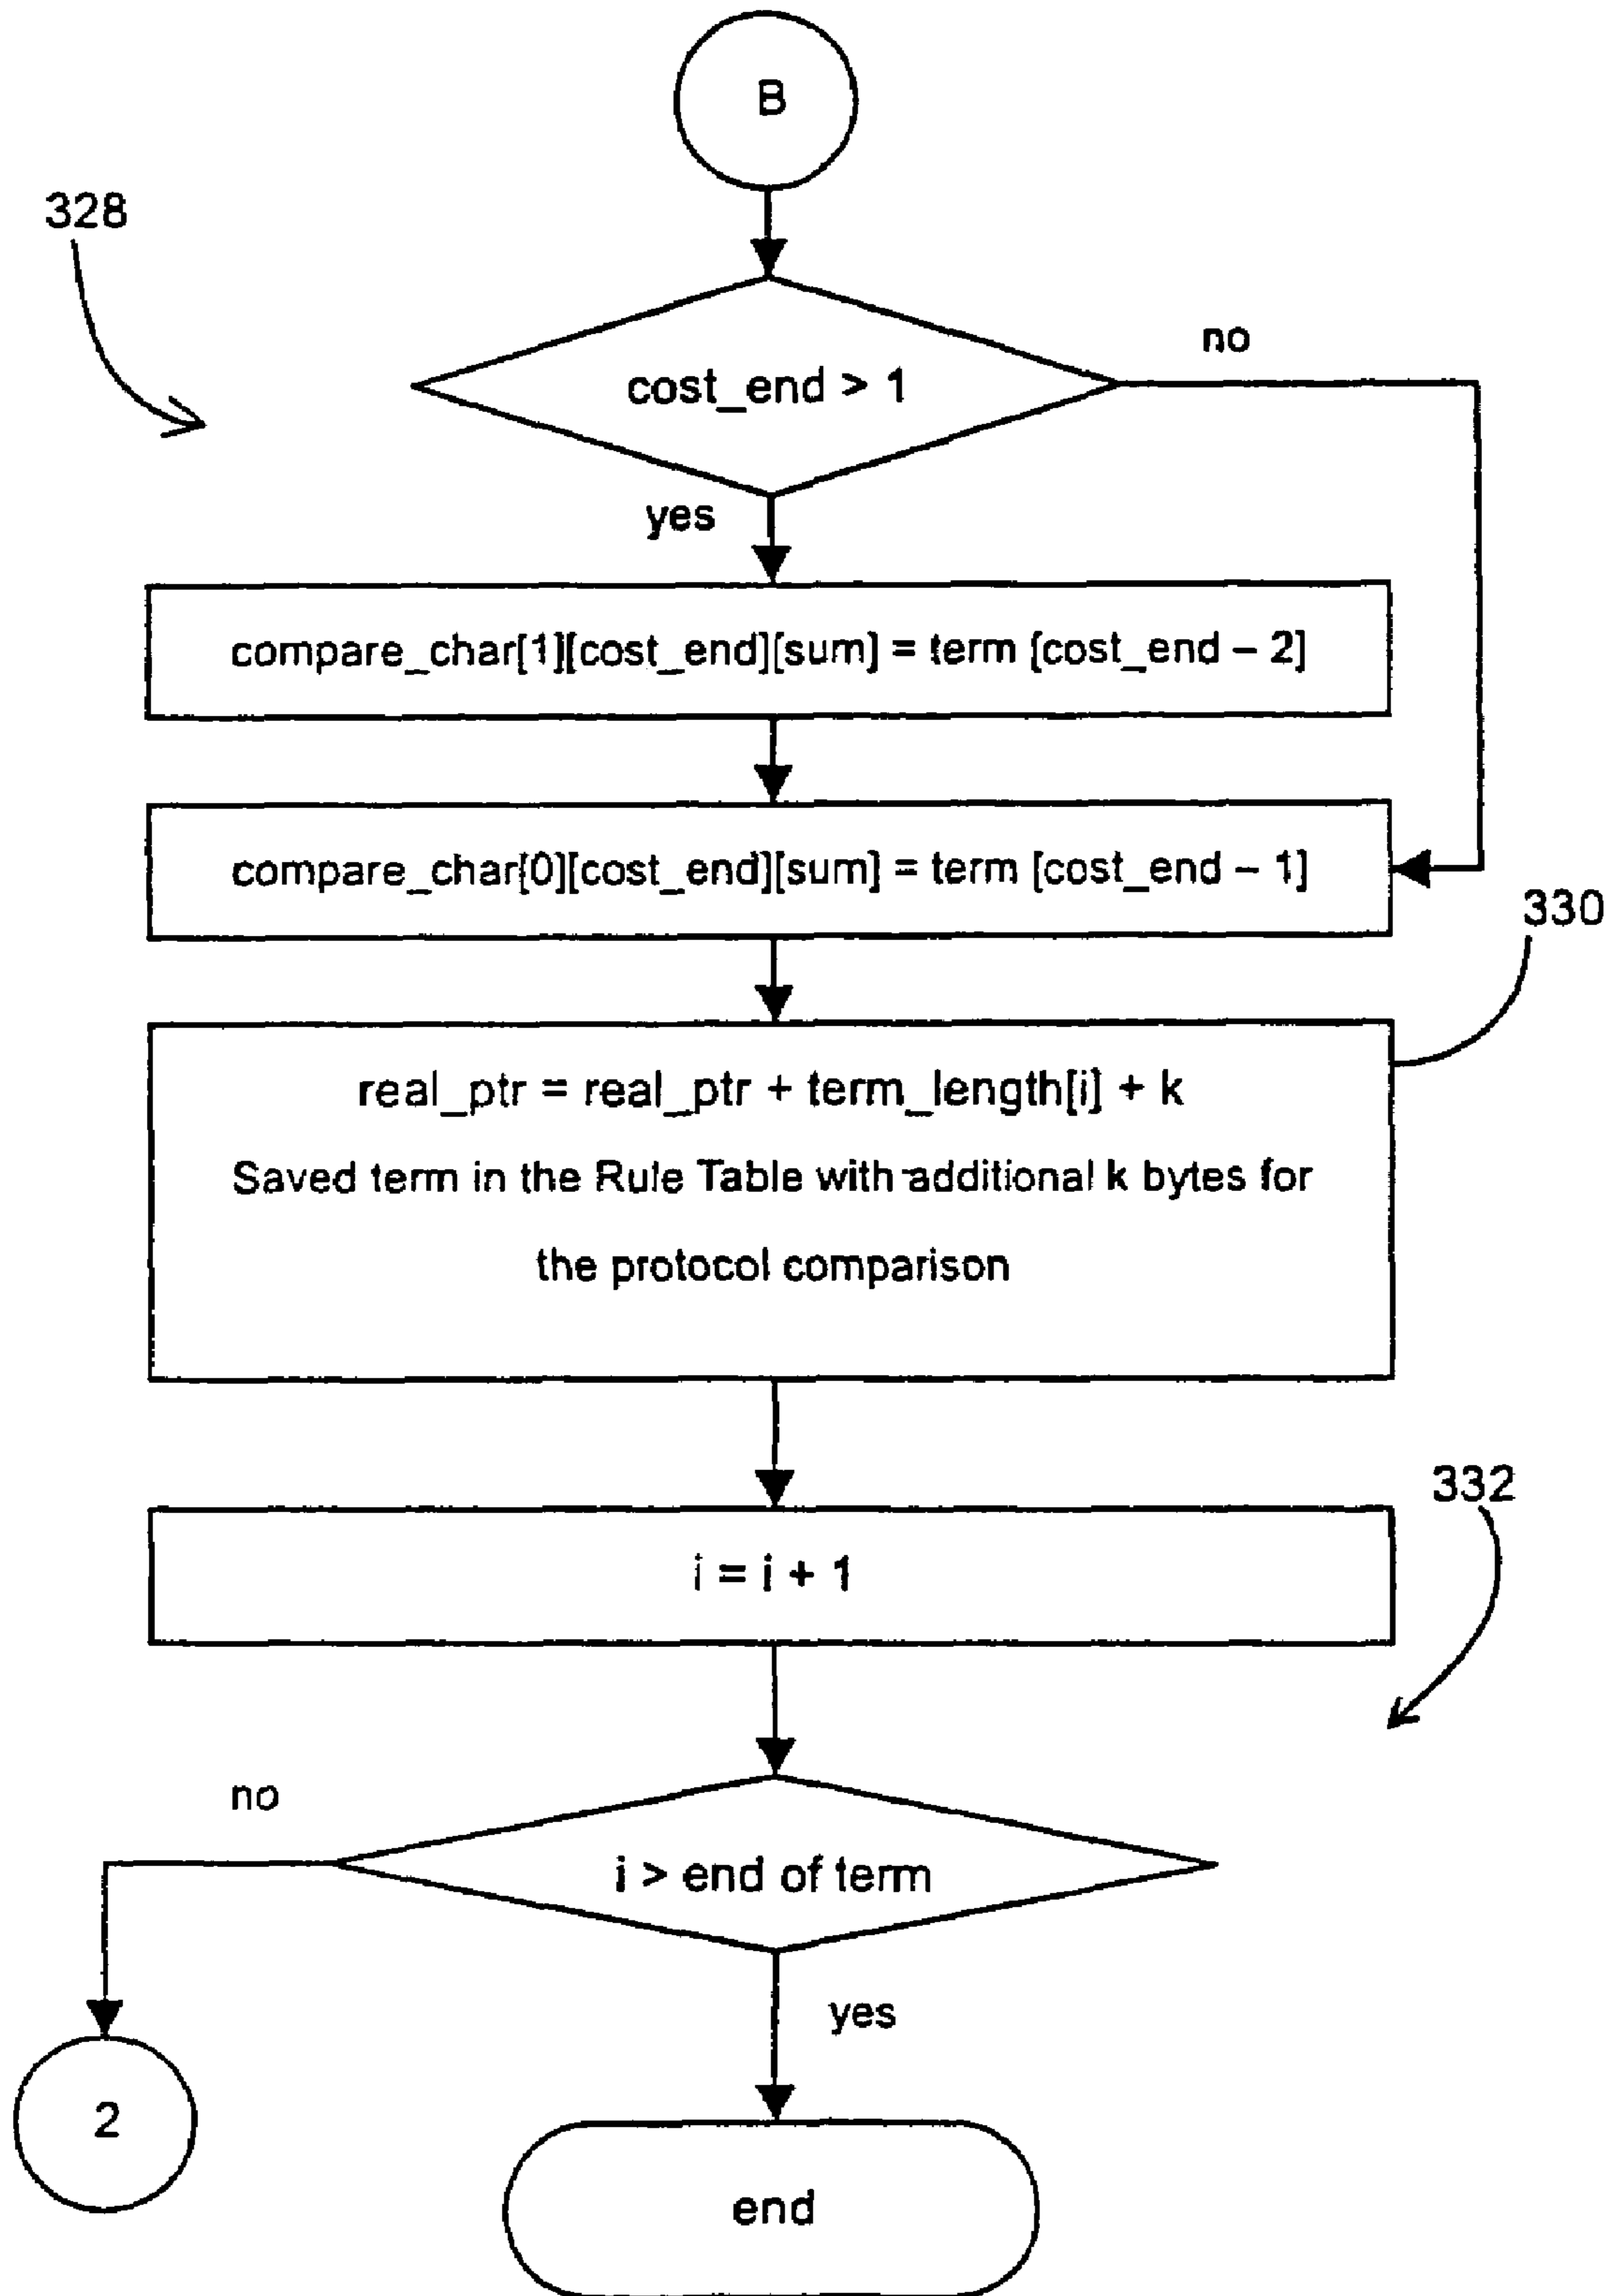 B
328
cost_end > 1
no
yes
compare_char[1][cost_end][sum] = term [cost_end – 2]
compare_char[0][cost_end][sum] = term [cost_end – 1]
330
real_ptr = real_ptr + term_length[i] + k
Saved term in the Rule Table with additional k bytes for
the protocol comparison
332
i = i + 1
no
i > end of term
yes
2
end